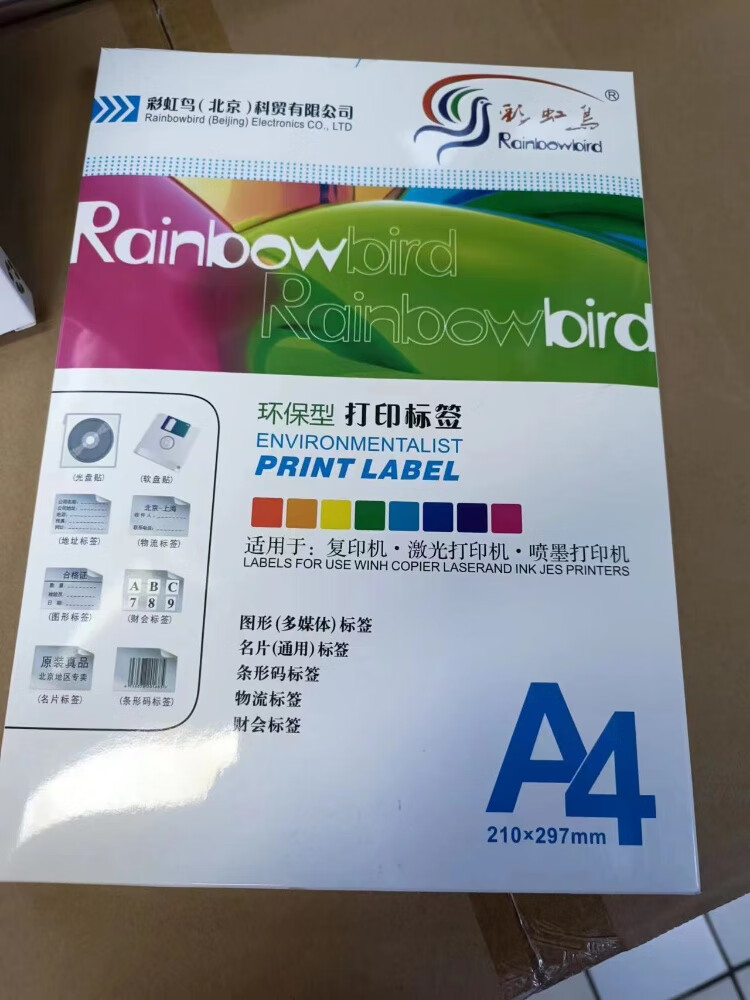 彩虹鸟(北京)科贸有限公司
Rainbowbird (Beijing) Electronics CO., LTD
彩虹鸟®
Rainbowbird
Rainbowbird
Rainbowbird
环保型 打印标签
ENVIRONMENTALIST
PRINT LABEL
适用于：复印机·激光打印机·喷墨打印机
LABELS FOR USE WINH COPIER LASERAND INK JES PRINTERS
图形(多媒体)标签
名片(通用)标签
条形码标签
物流标签
财会标签
A4
210×297mm
(光盘贴)
(软盘贴)
北京-上海
(地址标签)
(物流标签)
合格证
A B C
7 8 9
(图形标签)
(财会标签)
原装真品
北京地区专卖
(名片标签)
(条形码标签)